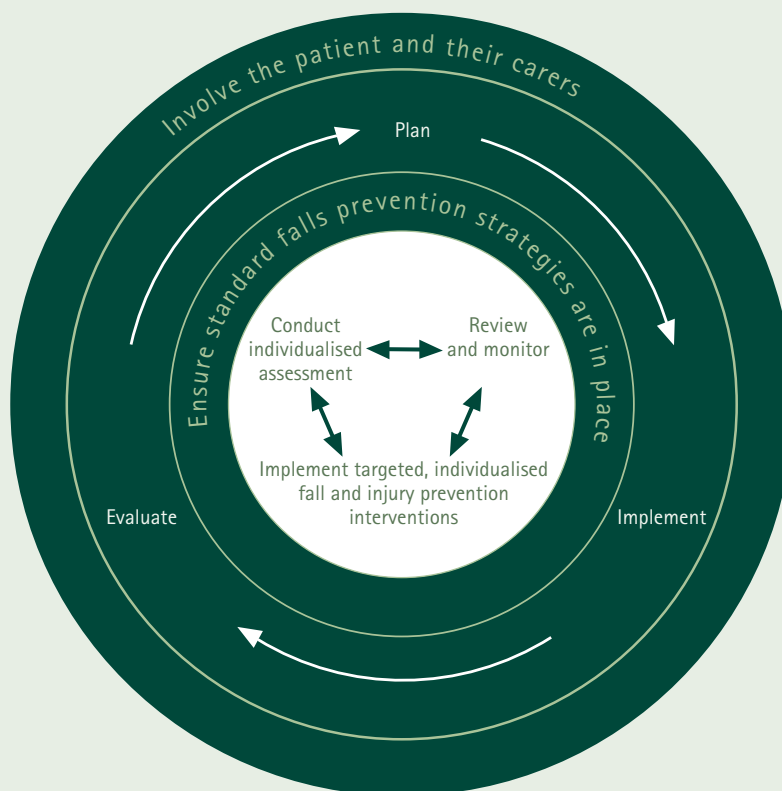 Involve the patient and their carers
Plan
Ensure standard falls prevention strategies are in place
Conduct
individualised
assessment
Review
and monitor
Implement targeted, individualised
fall and injury prevention
interventions
Evaluate
Implement